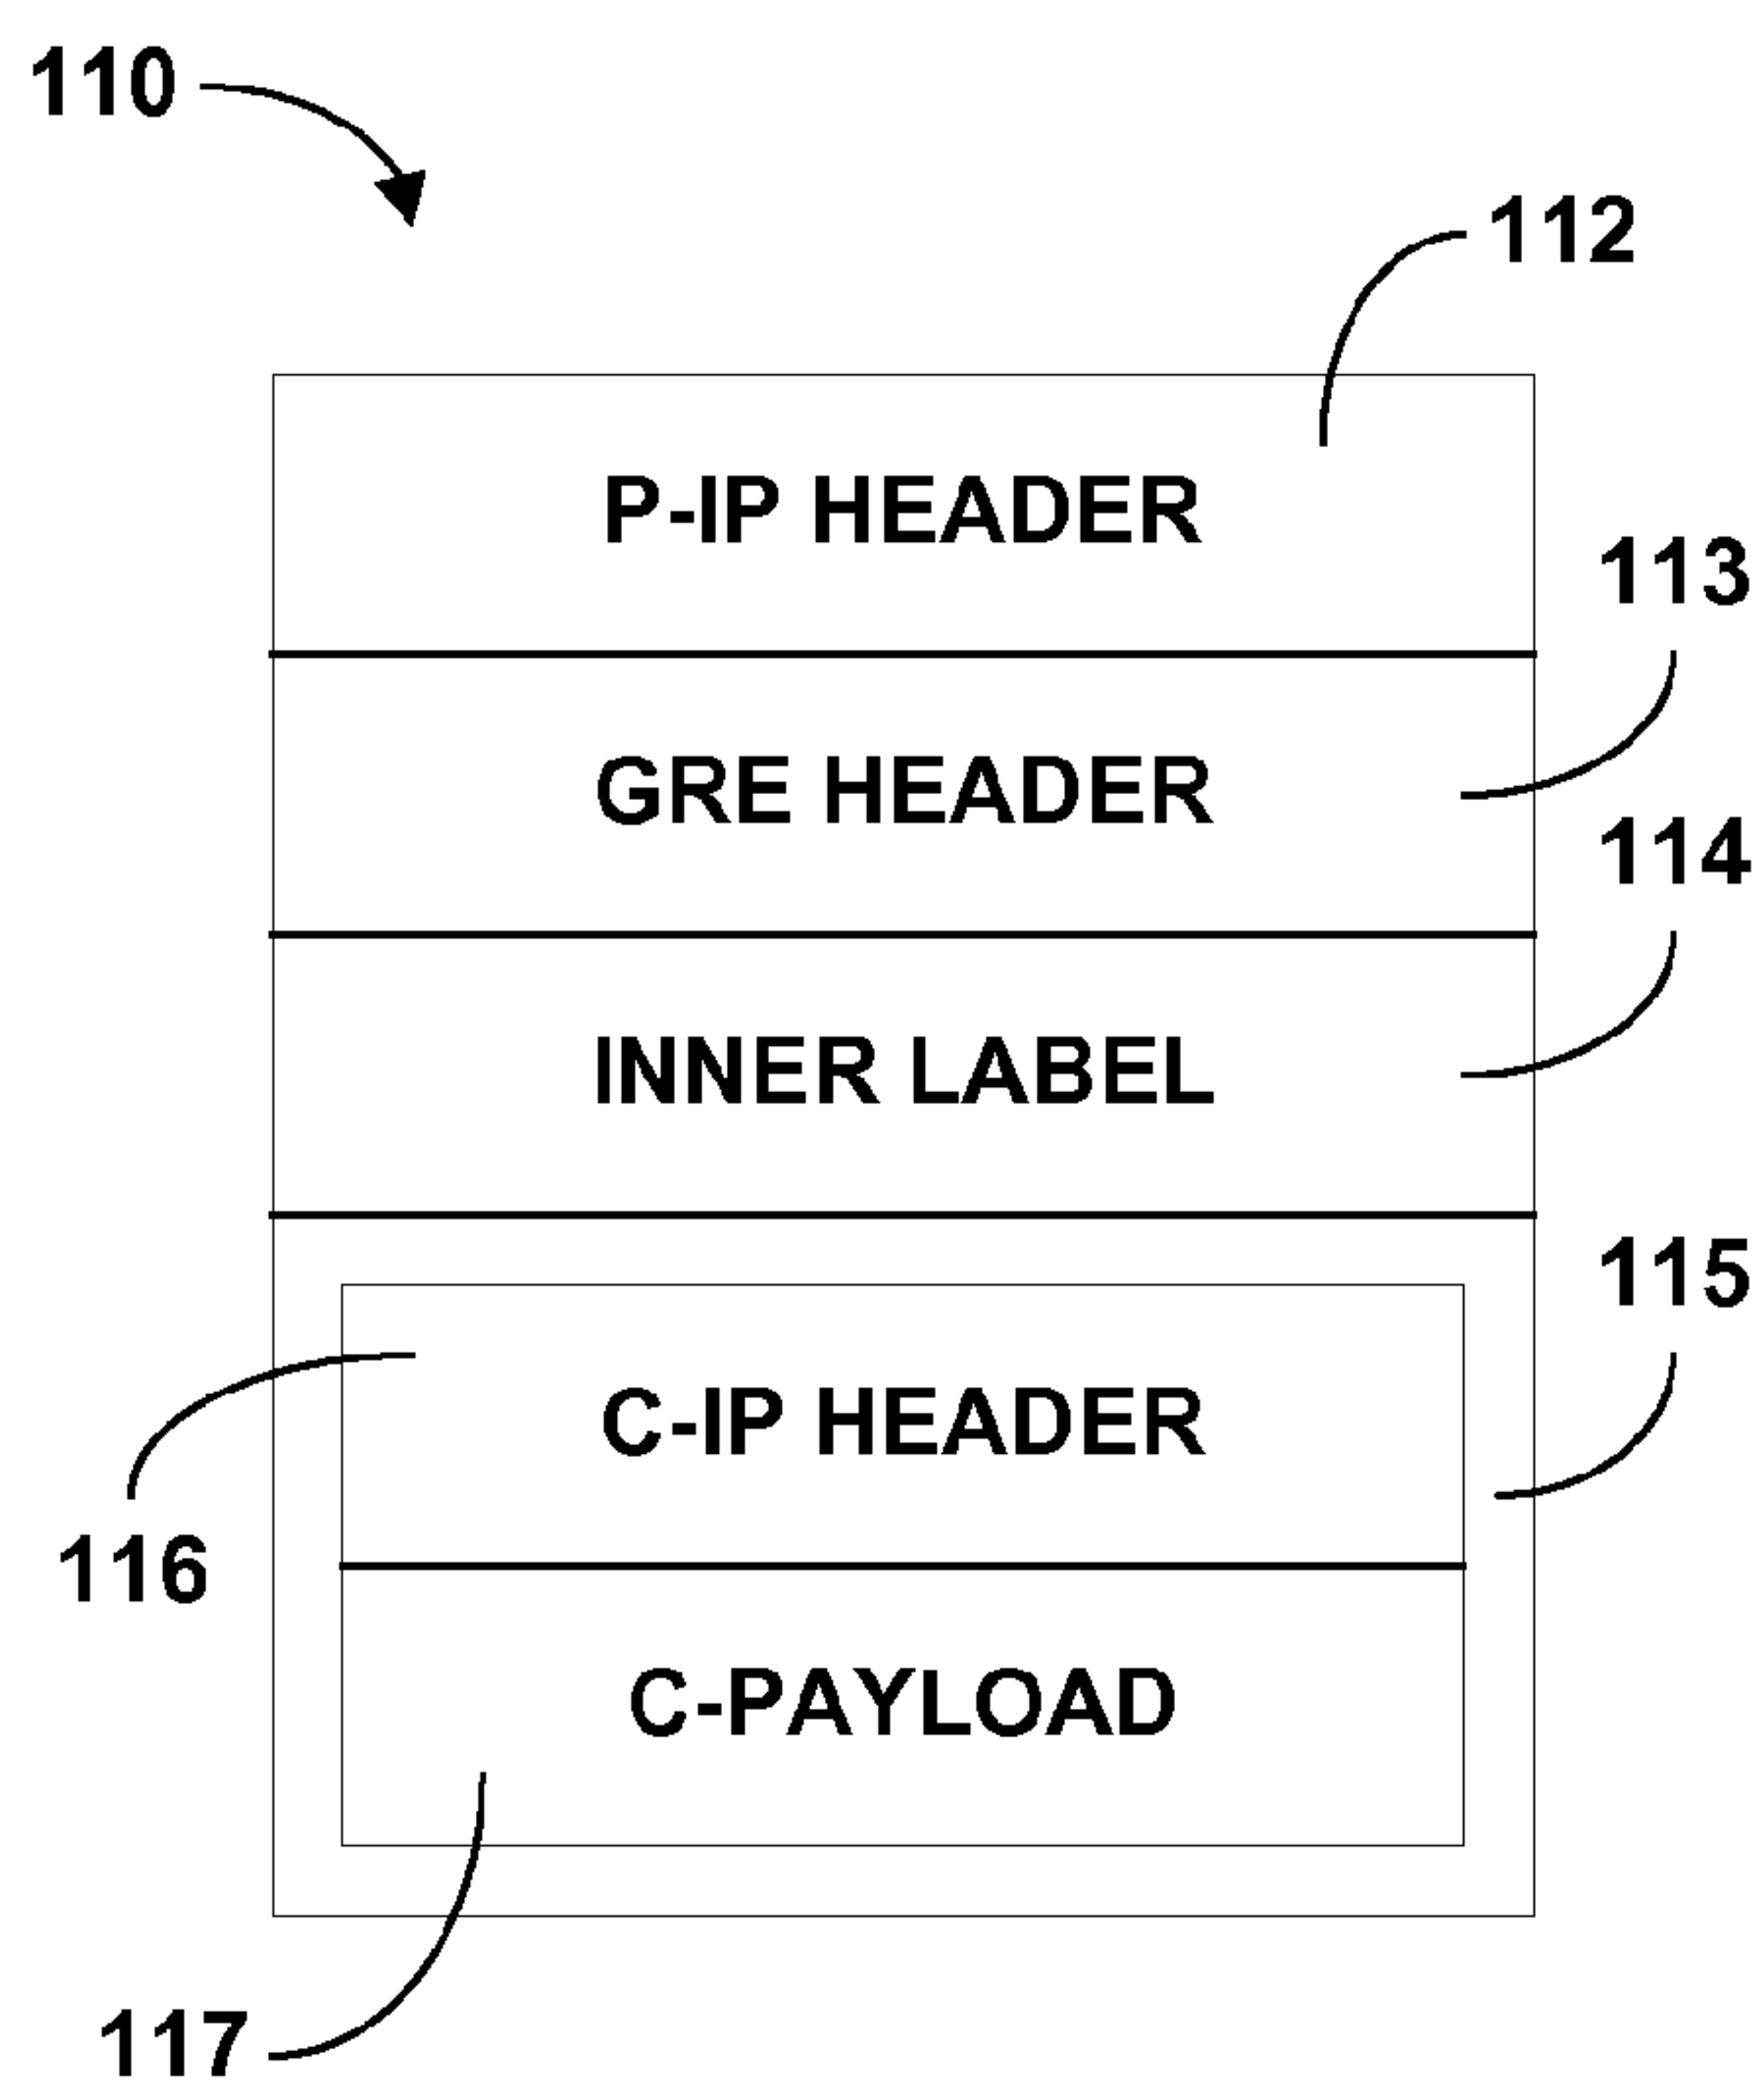 110
112
P-IP HEADER
113
GRE HEADER
114
INNER LABEL
115
C-IP HEADER
116
C-PAYLOAD
117